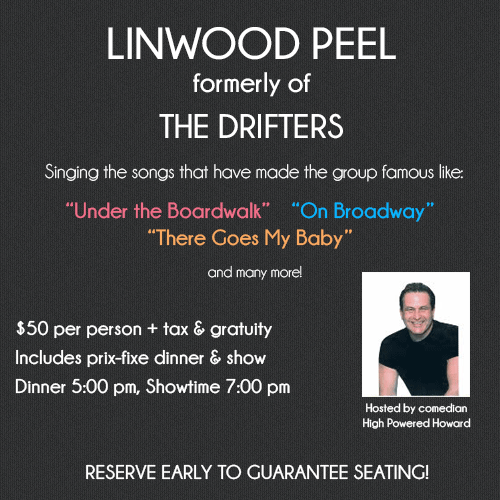 LINWOOD PEEL
formerly of
THE DRIFTERS
Singing the songs that have made the group famous like:
“Under the Boardwalk” “On Broadway”
“There Goes My Baby”
and many more!
$50 per person + tax & gratuity
Includes prix-fixe dinner & show
Dinner 5:00 pm, Showtime 7:00 pm
Hosted by comedian
High Powered Howard
RESERVE EARLY TO GUARANTEE SEATING!